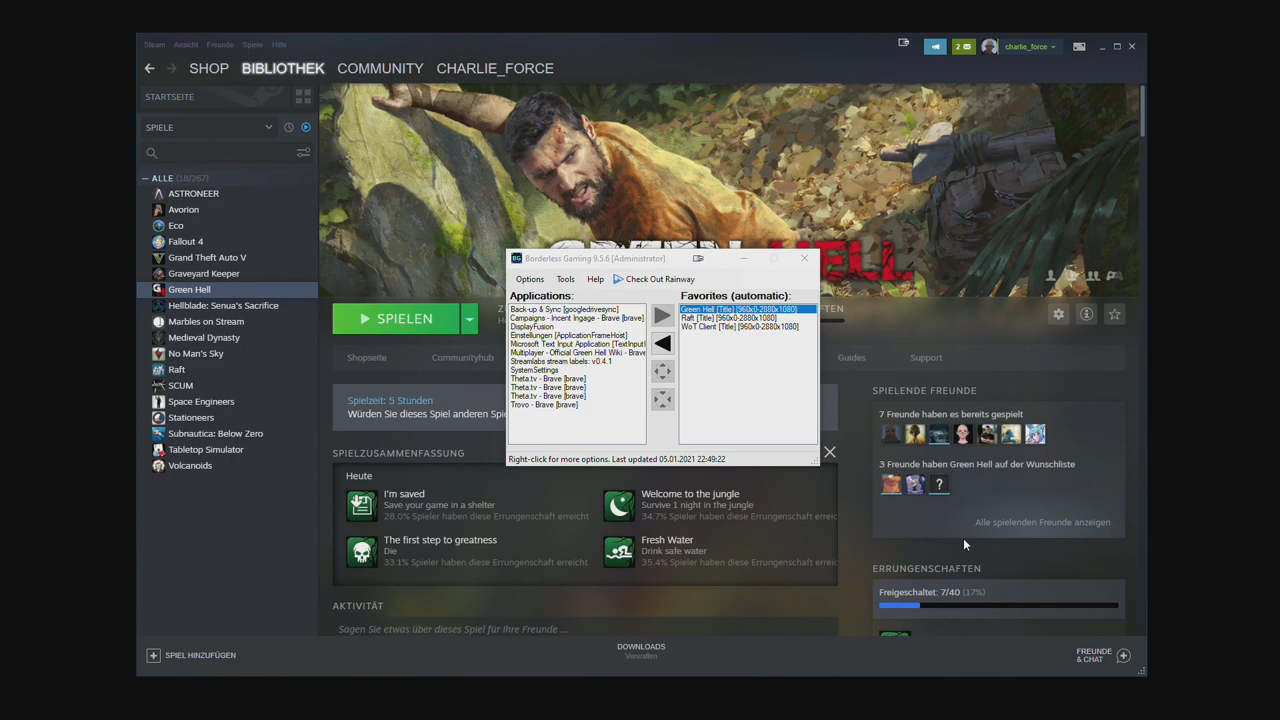 Steam Ansicht Freunde Spiele Hilfe
2
charlie_force
SHOP BIBLIOTHEK COMMUNITY CHARLIE_FORCE
STARTSEITE
SPIELE
ALLE (18/267)
ASTRONEER
Avorion
Eco
Fallout 4
Grand Theft Auto V
Graveyard Keeper
Green Hell
Hellblade: Senua's Sacrifice
Marbles on Stream
Medieval Dynasty
No Man's Sky
Raft
SCUM
Space Engineers
Stationeers
Subnautica: Below Zero
Tabletop Simulator
Volcanoids
SPIEL HINZUFÜGEN
HELL
SPIELEN
Shopseite Communityhub Guides Support
Spielzeit: 5 Stunden
Würden Sie dieses Spiel anderen
BG Borderless Gaming 9.5.6 [Administrator]
Options Tools Help Check Out Rainway
Applications:
Back-up & Sync [googledrivesync]
Campaigns - Incent Ingage - Brave [brave]
DisplayFusion
Einstellungen [ApplicationFrameHost]
Microsoft Text Input Application [TextInputl
Multiplayer - Official Green Hell Wiki - Brave
Streamlabs stream labels: v0.4.1
SystemSettings
Theta.tv - Brave [brave]
Theta.tv - Brave [brave]
Theta.tv - Brave [brave]
Trovo - Brave [brave]
Favorites (automatic):
Green Hell [Title] [960x0-2880x1080]
Raft [Title] [960x0-2880x1080]
WoT Client [Title] [960x0-2880x1080]
Right-click for more options. Last updated 05.01.2021 22:49:22
SPIELZUSAMMENFASSUNG
Heute
I'm saved
Save your game in a shelter
28.0% Spieler haben diese Errungenschaft erreicht
Welcome to the jungle
Survive 1 night in the jungle
34.7% Spieler haben diese Errungenschaft erreic
The first step to greatness
Die
33.1% Spieler haben diese Errungenschaft erreicht
Fresh Water
Drink safe water
35.4% Spieler haben diese Errungenschaft erreic
AKTIVITÄT
Sagen Sie etwas über dieses Spiel für Ihre Freunde ...
SPIELENDE FREUNDE
7 Freunde haben es bereits gespielt
3 Freunde haben Green Hell auf der Wunschliste
?
Alle spielenden Freunde anzeigen
ERRUNGENSCHAFTEN
Freigeschaltet: 7/40 (17%)
DOWNLOADS
Verwalten
FREUNDE
& CHAT